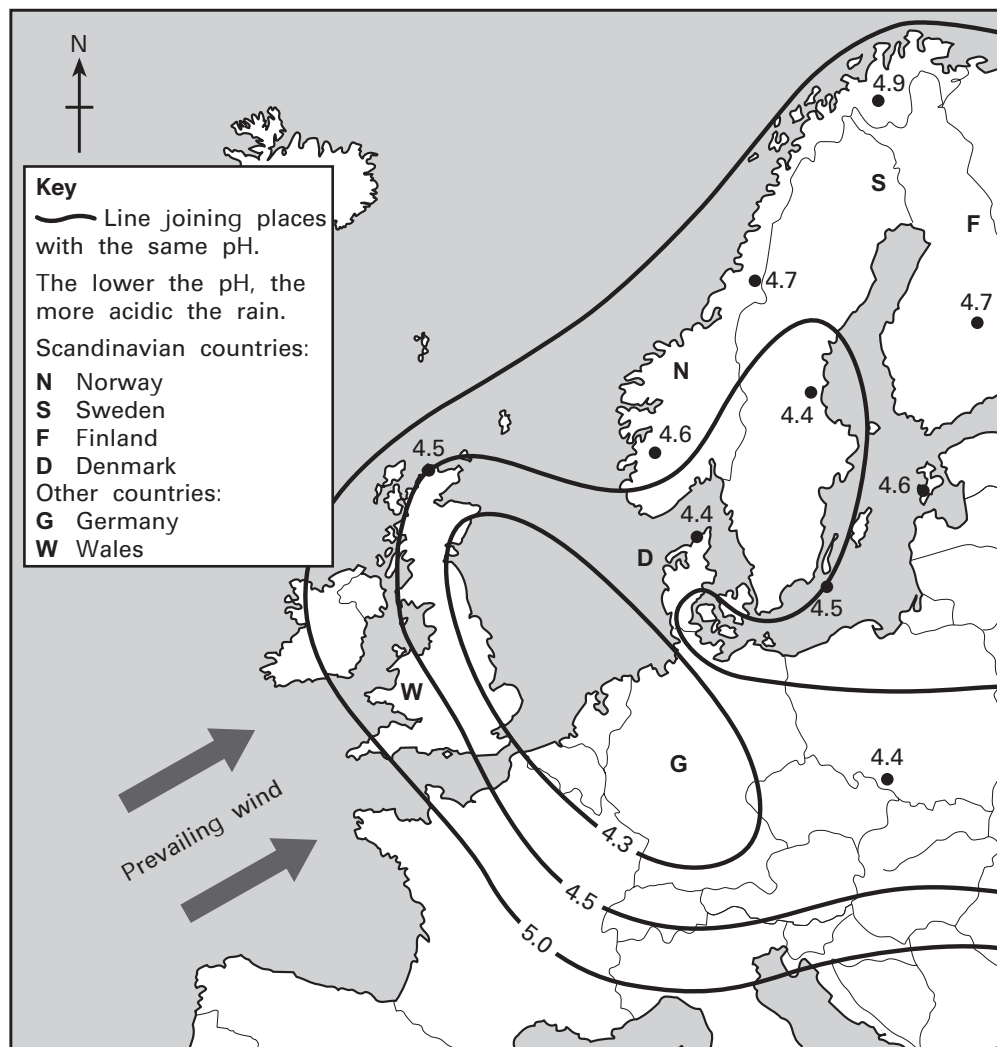 N
Key
Line joining places
with the same pH.
The lower the pH, the
more acidic the rain.
Scandinavian countries:
N Norway
S Sweden
F Finland
D Denmark
Other countries:
G Germany
W Wales
4.9
S
F
4.7
4.7
N
4.4
4.5
4.6
4.6
4.4
D
4.5
W
G
4.4
Prevailing wind
4.3
4.5
5.0